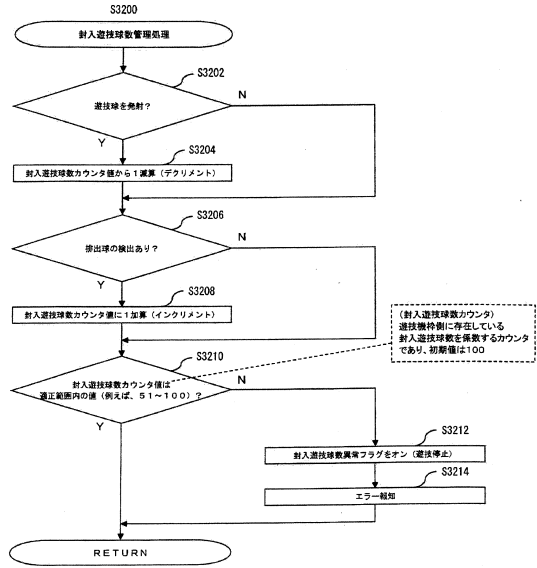 S3200
封入遊技球数管理処理
S3202
遊技球を発射？
N
Y
S3204
封入遊技球数カウンタ値から１減算（デクリメント）
S3206
排出球の検出あり？
N
Y
S3208
封入遊技球数カウンタ値に１加算（インクリメント）
（封入遊技球数カウンタ）
遊技機枠側に存在している
封入遊技球数を係数するカウンタ
であり、初期値は１００
S3210
封入遊技球数カウンタ値は
適正範囲内の値（例えば、５１～１００）？
N
Y
S3212
封入遊技球数異常フラグをオン（遊技停止）
S3214
エラー報知
ＲＥＴＵＲＮ